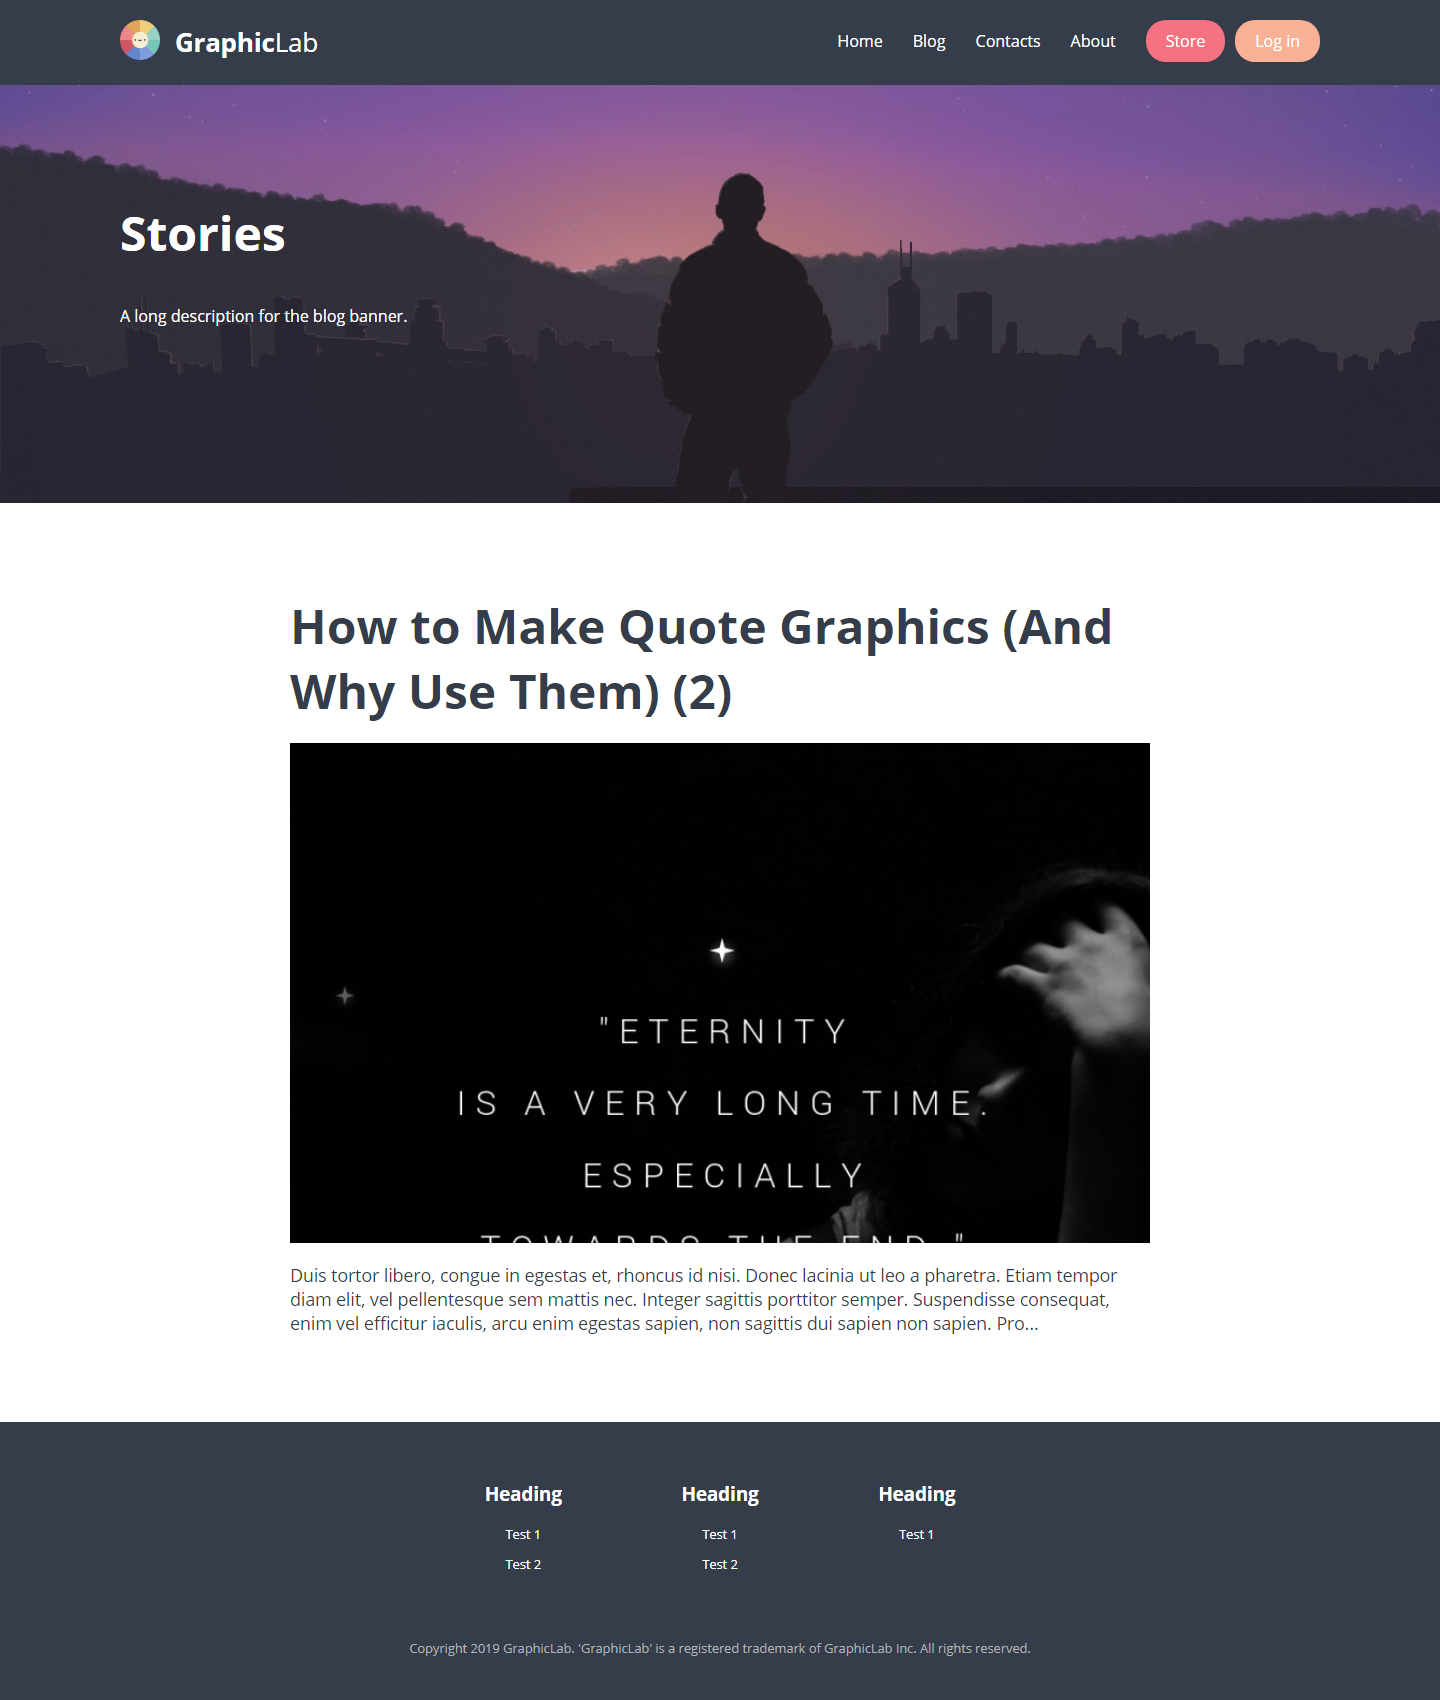 GraphicLab
Home Blog Contacts About Store Log in
Stories
A long description for the blog banner.
How to Make Quote Graphics (And
Why Use Them) (2)
"ETERNITY
IS A VERY LONG TIME.
ESPECIALLY
TOWARDS THE END."
Duis tortor libero, congue in egestas et, rhoncus id nisi. Donec lacinia ut leo a pharetra. Etiam tempor
diam elit, vel pellentesque sem mattis nec. Integer sagittis porttitor semper. Suspendisse consequat,
enim vel efficitur iaculis, arcu enim egestas sapien, non sagittis dui sapien non sapien. Pro...
Heading Heading Heading
Test 1 Test 1 Test 1
Test 2 Test 2
Copyright 2019 GraphicLab. 'GraphicLab' is a registered trademark of GraphicLab Inc. All rights reserved.